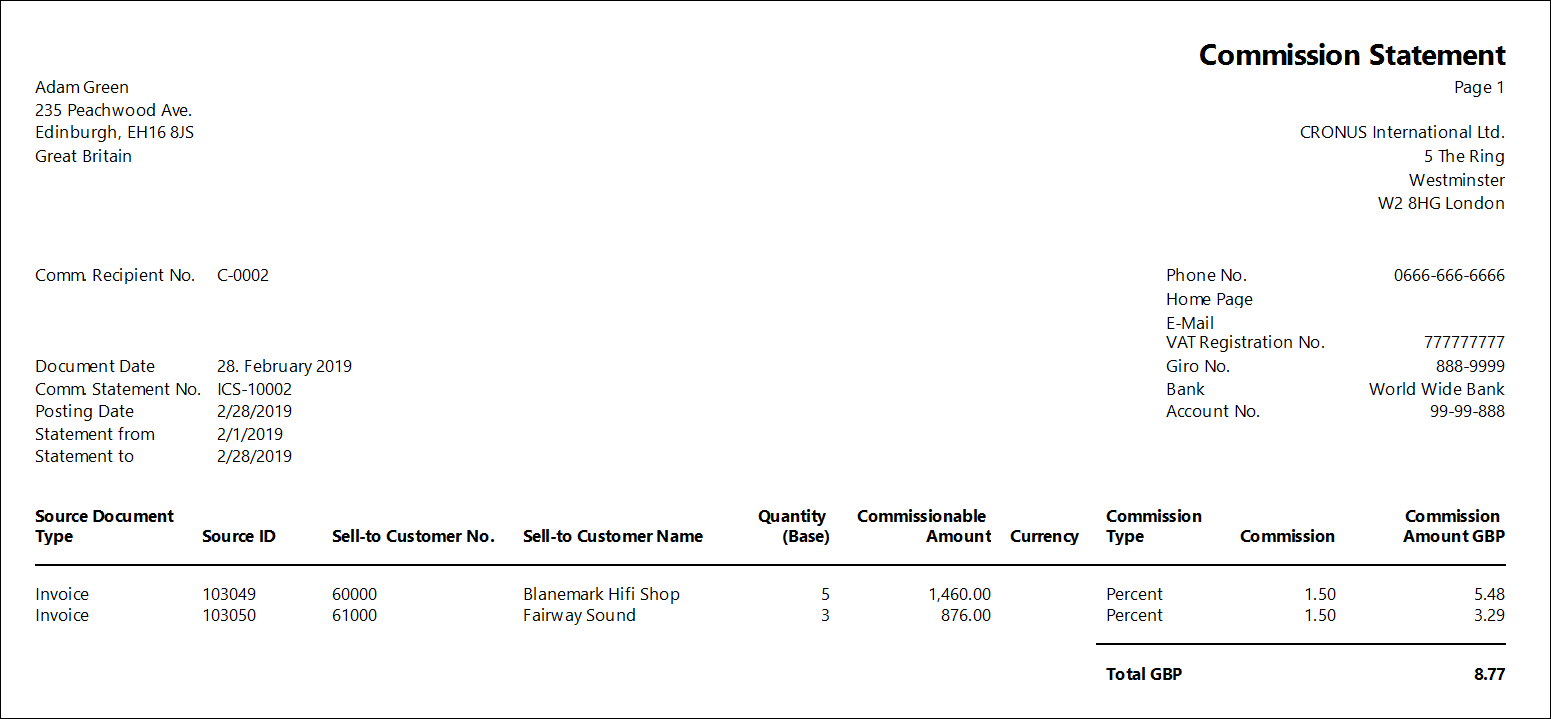 Commission Statement
Adam Green
Page 1
235 Peachwood Ave.
Edinburgh, EH16 8JS
CRONUS International Ltd.
Great Britain
5 The Ring
Westminster
W2 8HG London
Comm. Recipient No. C-0002
Phone No. 0666-666-6666
Home Page
E-Mail
VAT Registration No. 777777777
Document Date 28. February 2019
Giro No. 888-9999
Comm. Statement No. ICS-10002
Bank World Wide Bank
Posting Date 2/28/2019
Account No. 99-99-888
Statement from 2/1/2019
Statement to 2/28/2019
Source Document Quantity Commissionable Commission Commission
Type Source ID Sell-to Customer No. Sell-to Customer Name (Base) Amount Currency Type Commission Amount GBP
Invoice 103049 60000 Blanemark Hifi Shop 5 1,460.00 Percent 1.50 5.48
Invoice 103050 61000 Fairway Sound 3 876.00 Percent 1.50 3.29
Total GBP 8.77